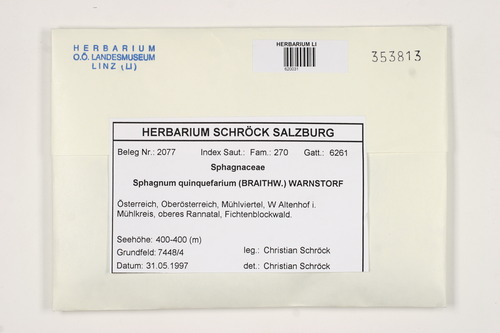 HERBARIUM
O.Ö. LANDESMUSEUM
LINZ (LI)
HERBARIUM LI
620031
353813
HERBARIUM SCHRÖCK SALZBURG
Beleg Nr.: 2077 Index Saut.: Fam.: 270 Gatt.: 6261
Sphagnaceae
Sphagnum quinquefarium (BRAITHW.) WARNSTORF
Österreich, Oberösterreich, Mühlviertel, W Altenhof i.
Mühlkreis, oberes Rannatal, Fichtenblockwald.
Seehöhe: 400-400 (m)
Grundfeld: 7448/4 leg.: Christian Schröck
Datum: 31.05.1997 det.: Christian Schröck